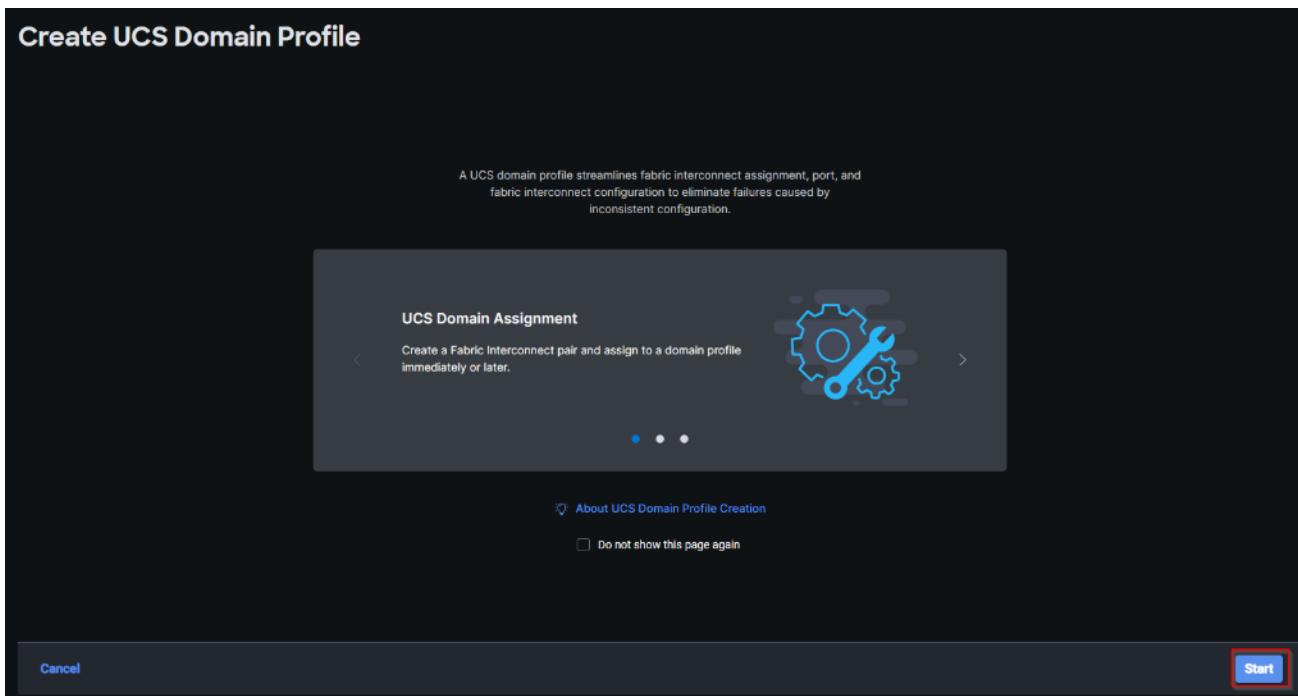 Create UCS Domain Profile
A UCS domain profile streamlines fabric interconnect assignment, port, and
fabric interconnect configuration to eliminate failures caused by
inconsistent configuration.
UCS Domain Assignment
Create a Fabric Interconnect pair and assign to a domain profile
immediately or later.
About UCS Domain Profile Creation
Do not show this page again
Cancel
Start